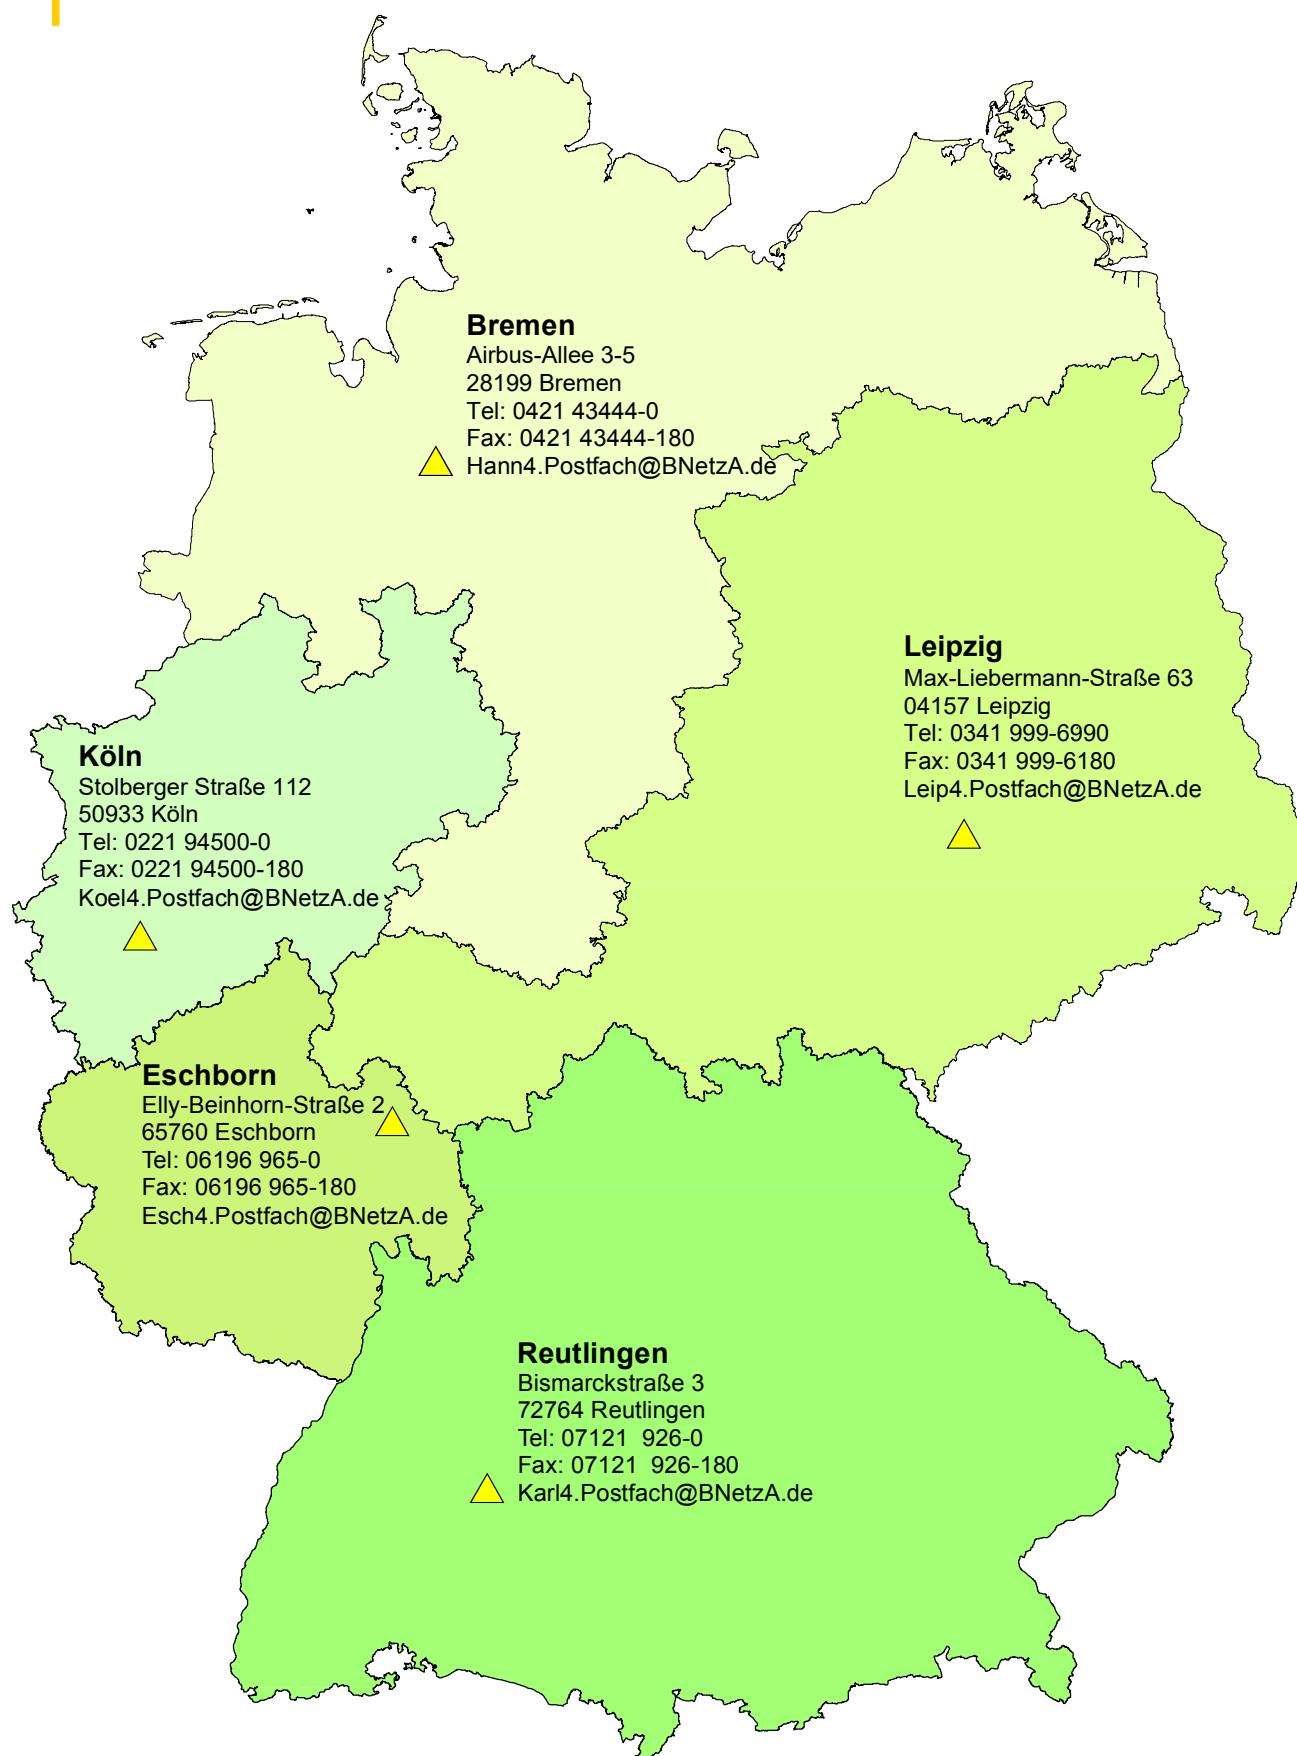 Bremen
Airbus-Allee 3-5
28199 Bremen
Tel: 0421 43444-0
Fax: 0421 43444-180
Hann4.Postfach@BNetzA.de
Leipzig
Max-Liebermann-Straße 63
04157 Leipzig
Tel: 0341 999-6990
Fax: 0341 999-6180
Leip4.Postfach@BNetzA.de
Köln
Stolberger Straße 112
50933 Köln
Tel: 0221 94500-0
Fax: 0221 94500-180
Koel4.Postfach@BNetzA.de
Eschborn
Elly-Beinhorn-Straße 2
65760 Eschborn
Tel: 06196 965-0
Fax: 06196 965-180
Esch4.Postfach@BNetzA.de
Reutlingen
Bismarckstraße 3
72764 Reutlingen
Tel: 07121  926-0
Fax: 07121  926-180
Karl4.Postfach@BNetzA.de